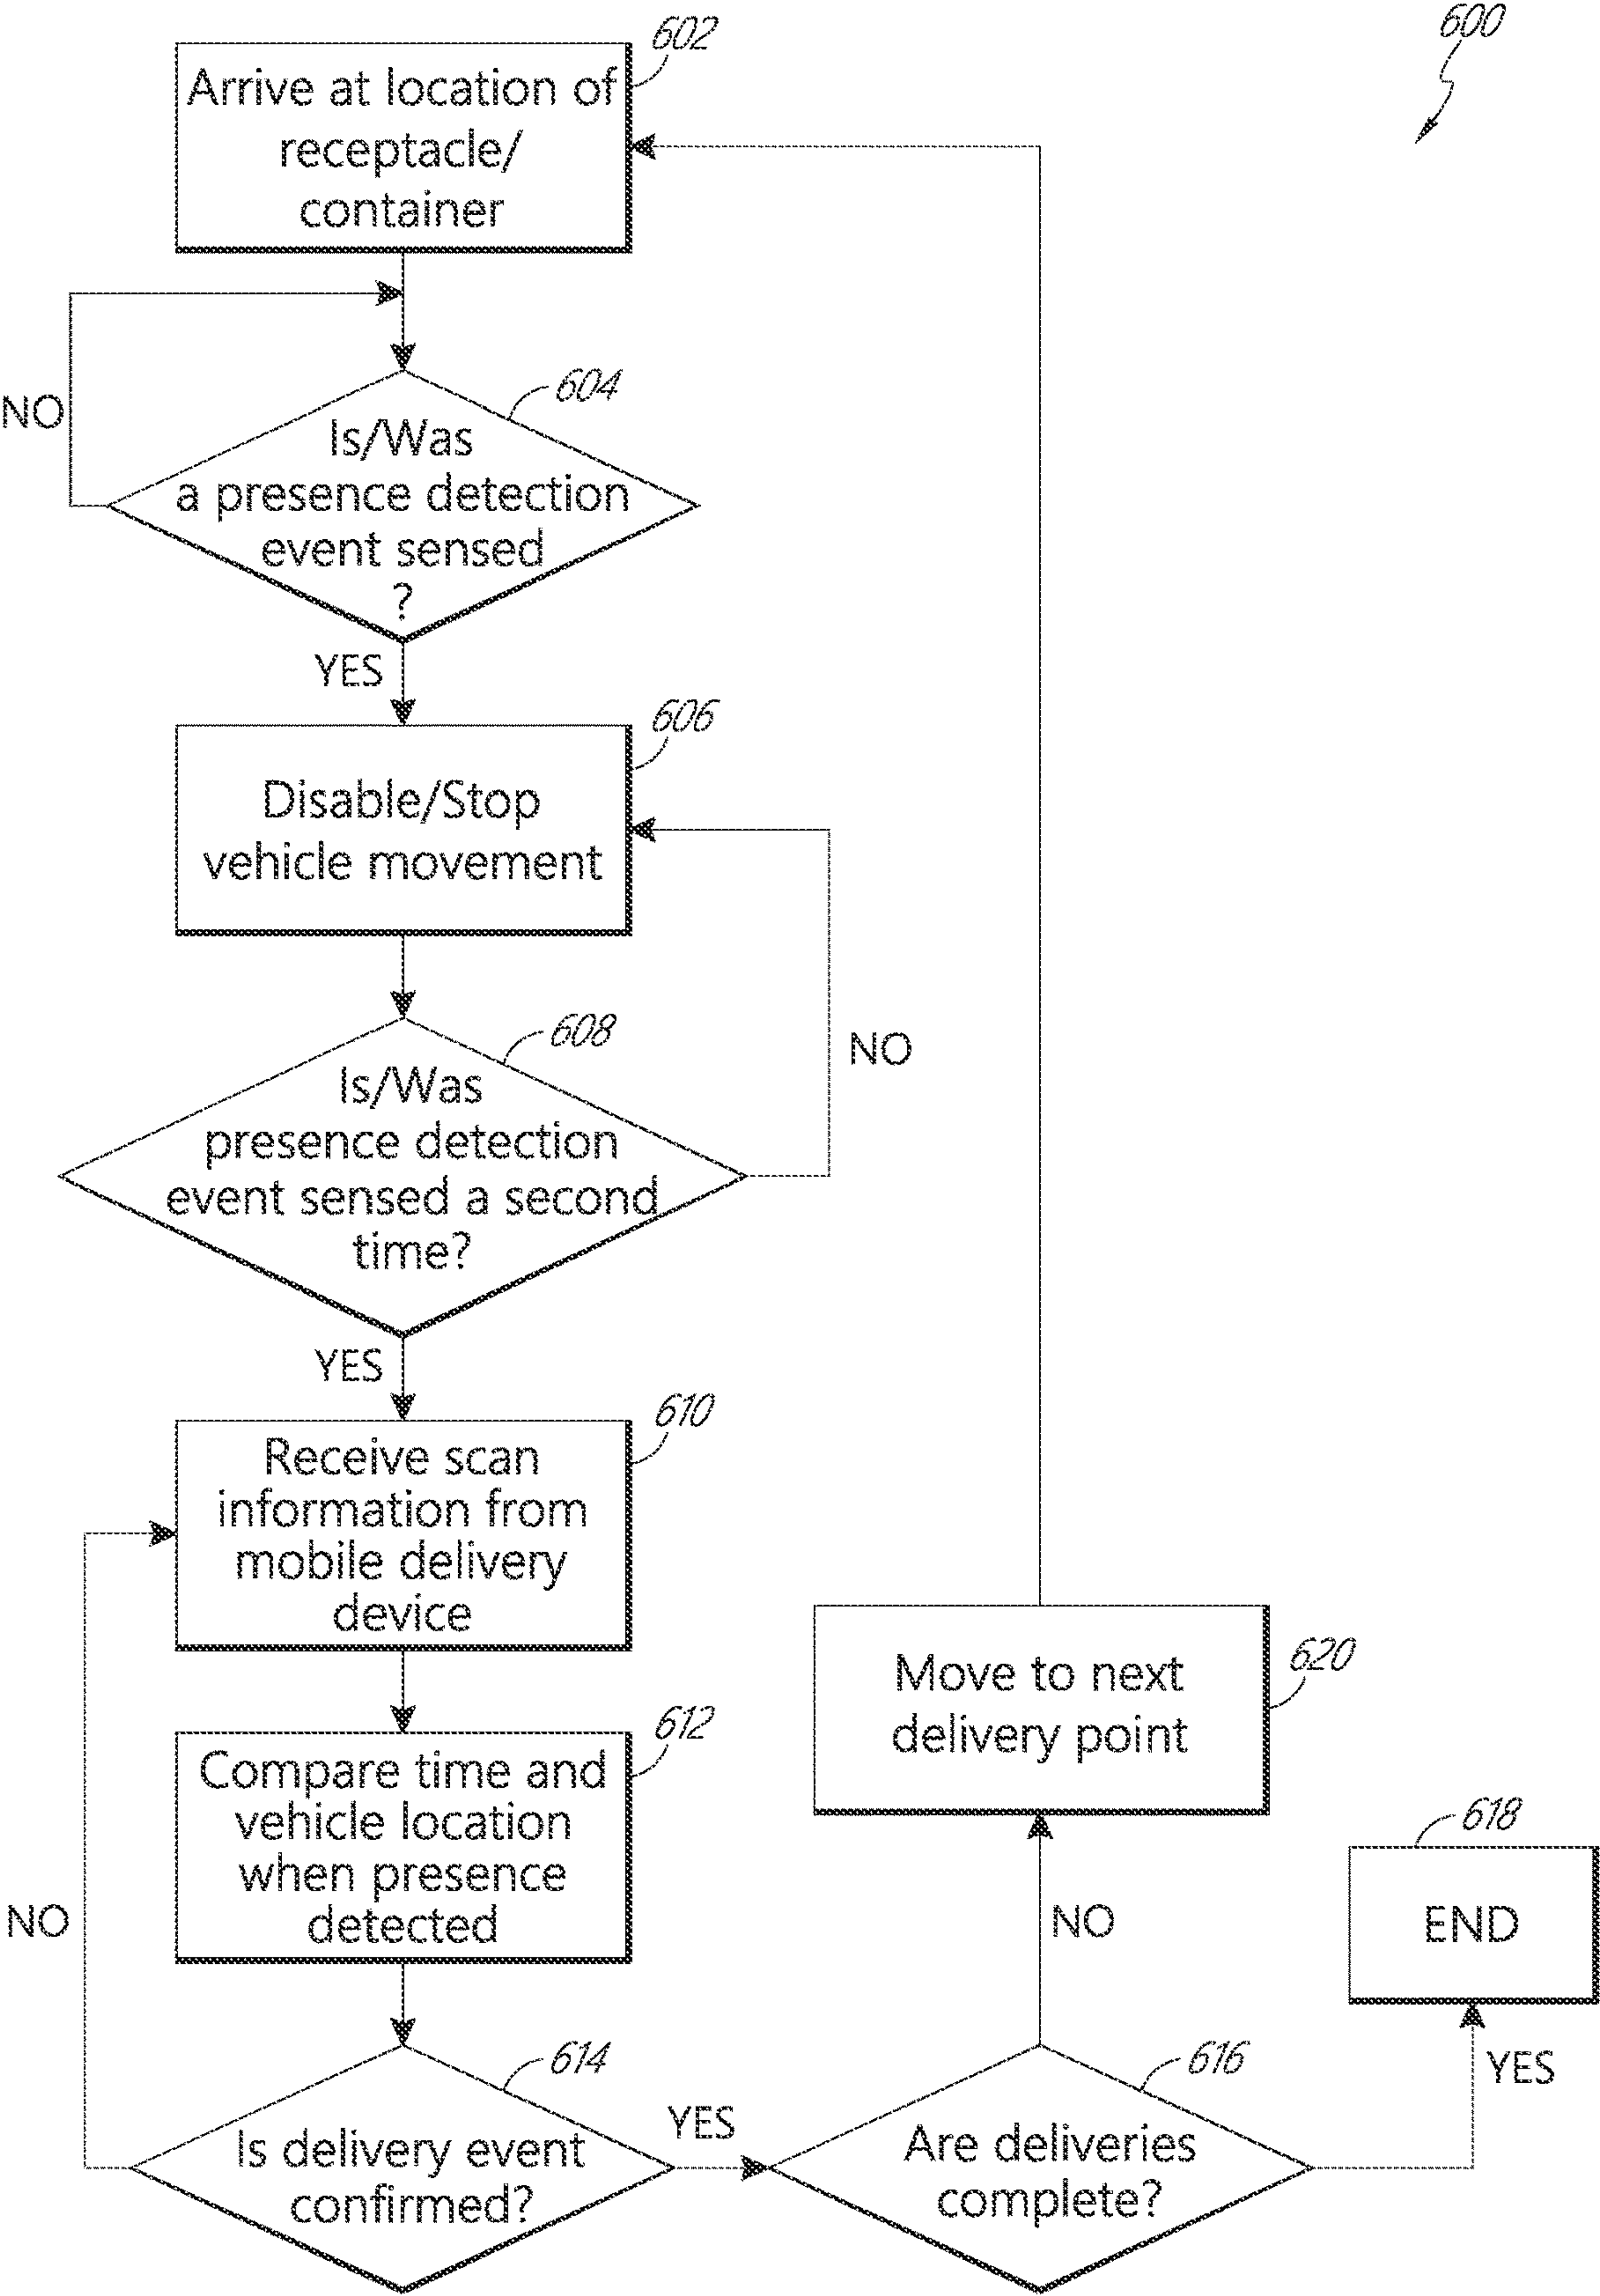 600
602
Arrive at location of
receptacle/
container
NO
604
Is/Was
a presence detection
event sensed
?
YES
606
Disable/Stop
vehicle movement
608
Is/Was
presence detection
event sensed a second
time?
NO
YES
610
Receive scan
information from
mobile delivery
device
612
Compare time and
vehicle location
when presence
detected
NO
614
Is delivery event
confirmed?
YES
616
Are deliveries
complete?
NO
620
Move to next
delivery point
YES
618
END